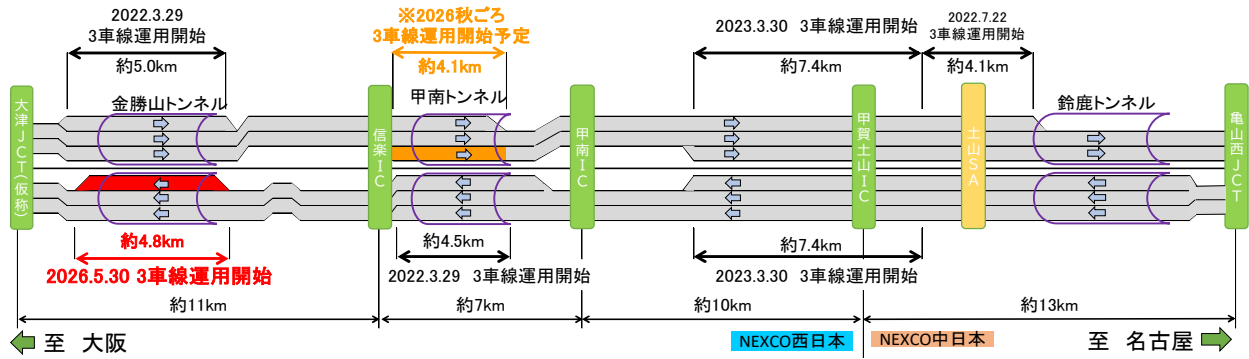 2022.3.29
3車線運用開始
約5.0km
※2026秋ごろ
3車線運用開始予定
約4.1km
2023.3.30 3車線運用開始
約7.4km
2022.7.22
3車線運用開始
約4.1km
金勝山トンネル
甲南トンネル
鈴鹿トンネル
大津JCT(仮称)
信楽IC
甲南IC
甲賀土山IC
土山SA
亀山西JCT
約4.8km
2026.5.30 3車線運用開始
約4.5km
2022.3.29 3車線運用開始
約7.4km
2023.3.30 3車線運用開始
約11km
約7km
約10km
約13km
至 大阪
NEXCO西日本
NEXCO中日本
至 名古屋